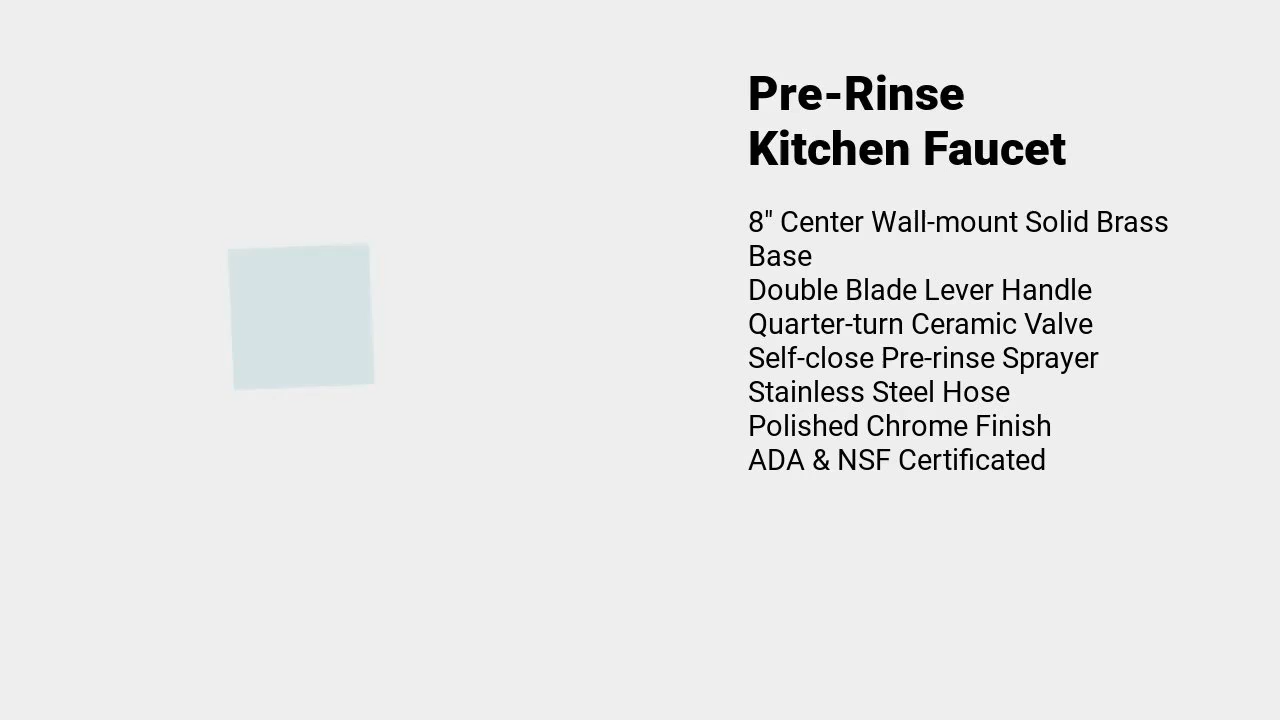 Pre-Rinse
Kitchen Faucet
8" Center Wall-mount Solid Brass
Base
Double Blade Lever Handle
Quarter-turn Ceramic Valve
Self-close Pre-rinse Sprayer
Stainless Steel Hose
Polished Chrome Finish
ADA & NSF Certificated